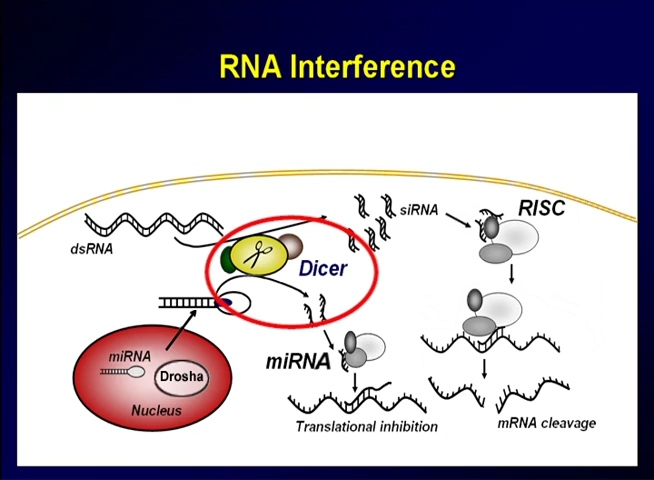 RNA Interference
siRNA
RISC
dsRNA
Dicer
miRNA
Drosha
Nucleus
miRNA
Translational inhibition
mRNA cleavage